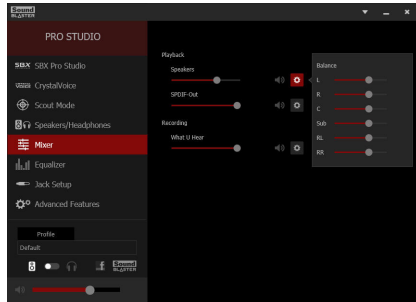 Sound
BLASTER
PRO STUDIO
SBX SBX Pro Studio
CrystalVoice
Scout Mode
Speakers/Headphones
Mixer
Equalizer
Jack Setup
Advanced Features
Profile
Default
f
Sound
BLASTER
Playback
Speakers
SPDIF-Out
Recording
What U Hear
Balance
L
R
C
Sub
RL
RR